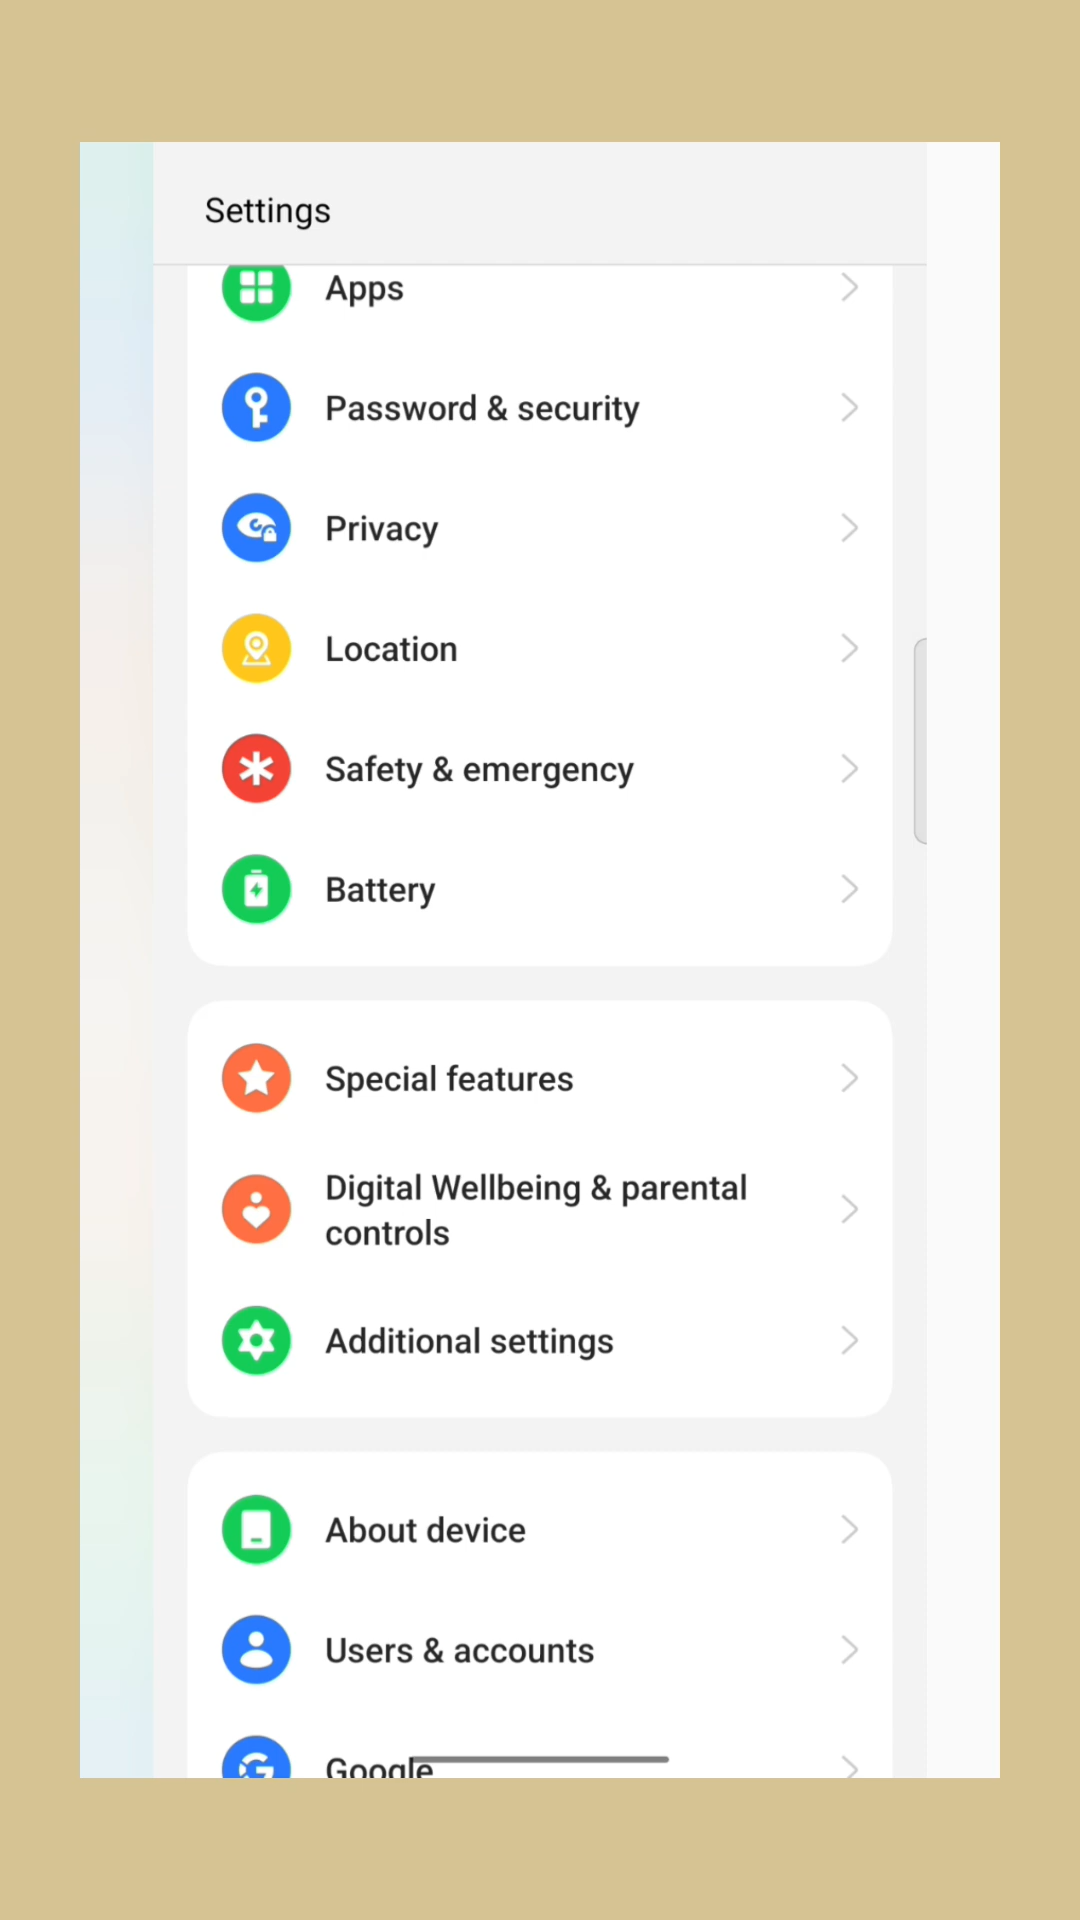 Settings
Apps
Password & security
Privacy
Location
Safety & emergency
Battery
Special features
Digital Wellbeing & parental
controls
Additional settings
About device
Users & accounts
Google